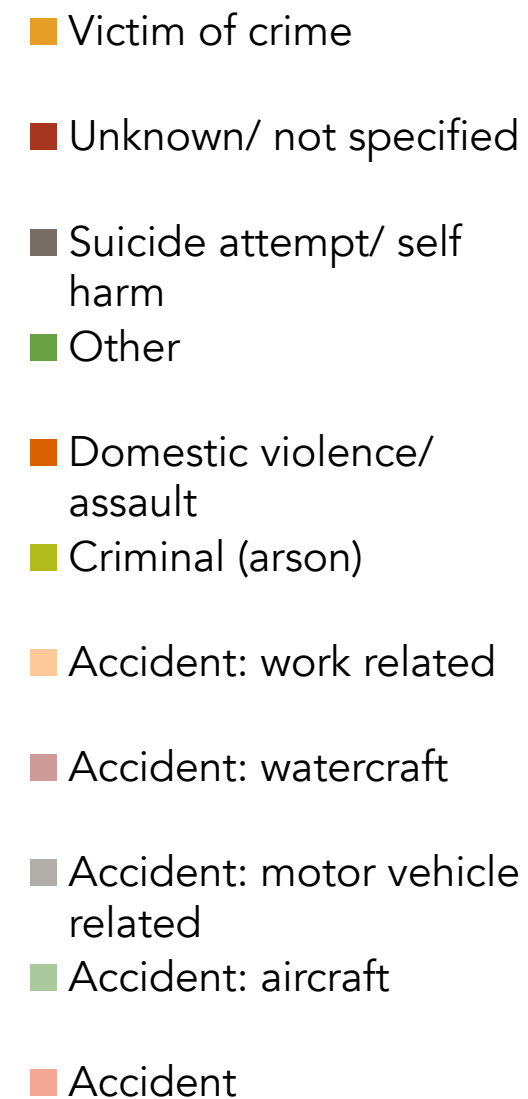 Victim of crime
Unknown/ not specified
Suicide attempt/ self
harm
Other
Domestic violence/
assault
Criminal (arson)
Accident: work related
Accident: watercraft
Accident: motor vehicle
related
Accident: aircraft
Accident